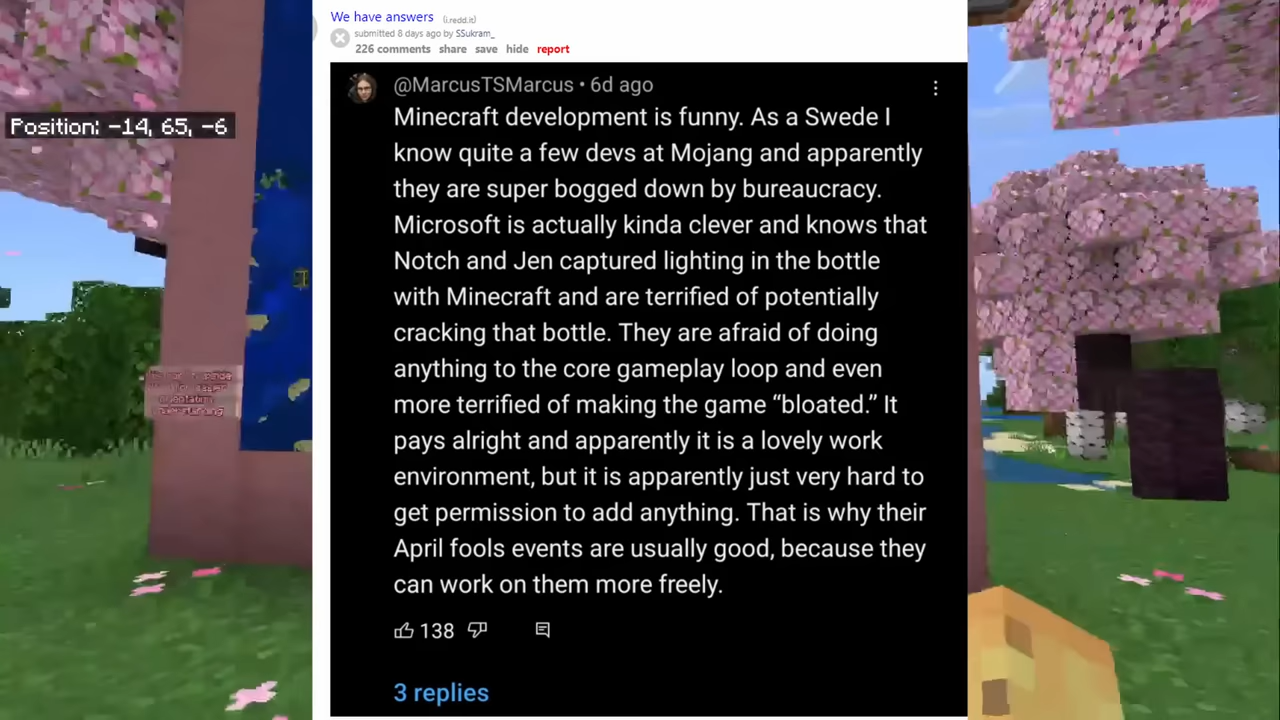 We have answers (i.redd.it)
submitted 8 days ago by SSukram_
226 comments share save hide report
Position: -14, 65, -6
@MarcusTSMarcus • 6d ago
Minecraft development is funny. As a Swede I
know quite a few devs at Mojang and apparently
they are super bogged down by bureaucracy.
Microsoft is actually kinda clever and knows that
Notch and Jen captured lighting in the bottle
with Minecraft and are terrified of potentially
cracking that bottle. They are afraid of doing
anything to the core gameplay loop and even
more terrified of making the game “bloated.” It
pays alright and apparently it is a lovely work
environment, but it is apparently just very hard to
get permission to add anything. That is why their
April fools events are usually good, because they
can work on them more freely.
138
3 replies